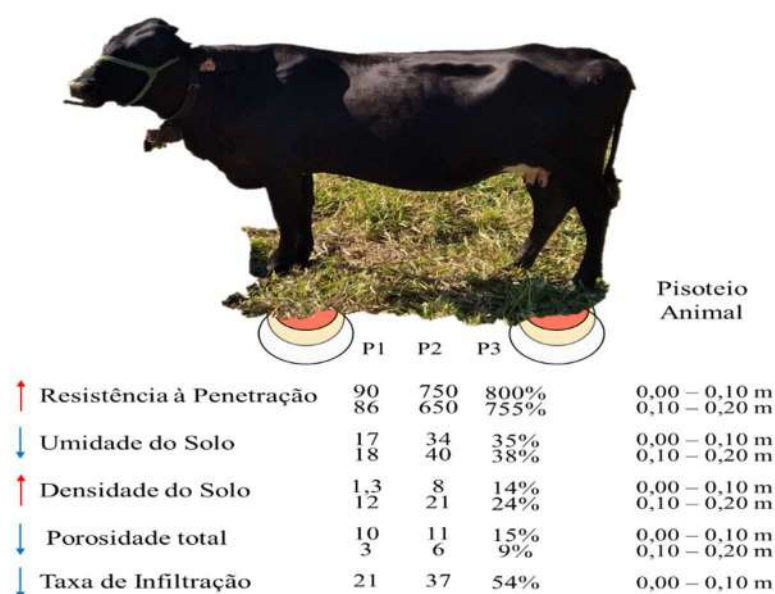 Pisoteio
Animal
P1 P2 P3
Resistência à Penetração 90 750 800% 0,00 – 0,10 m
86 650 755% 0,10 – 0,20 m
Umidade do Solo 17 34 35% 0,00 – 0,10 m
18 40 38% 0,10 – 0,20 m
Densidade do Solo 1,3 8 14% 0,00 – 0,10 m
12 21 24% 0,10 – 0,20 m
Porosidade total 10 11 15% 0,00 – 0,10 m
3 6 9% 0,10 – 0,20 m
Taxa de Infiltração 21 37 54% 0,00 – 0,10 m